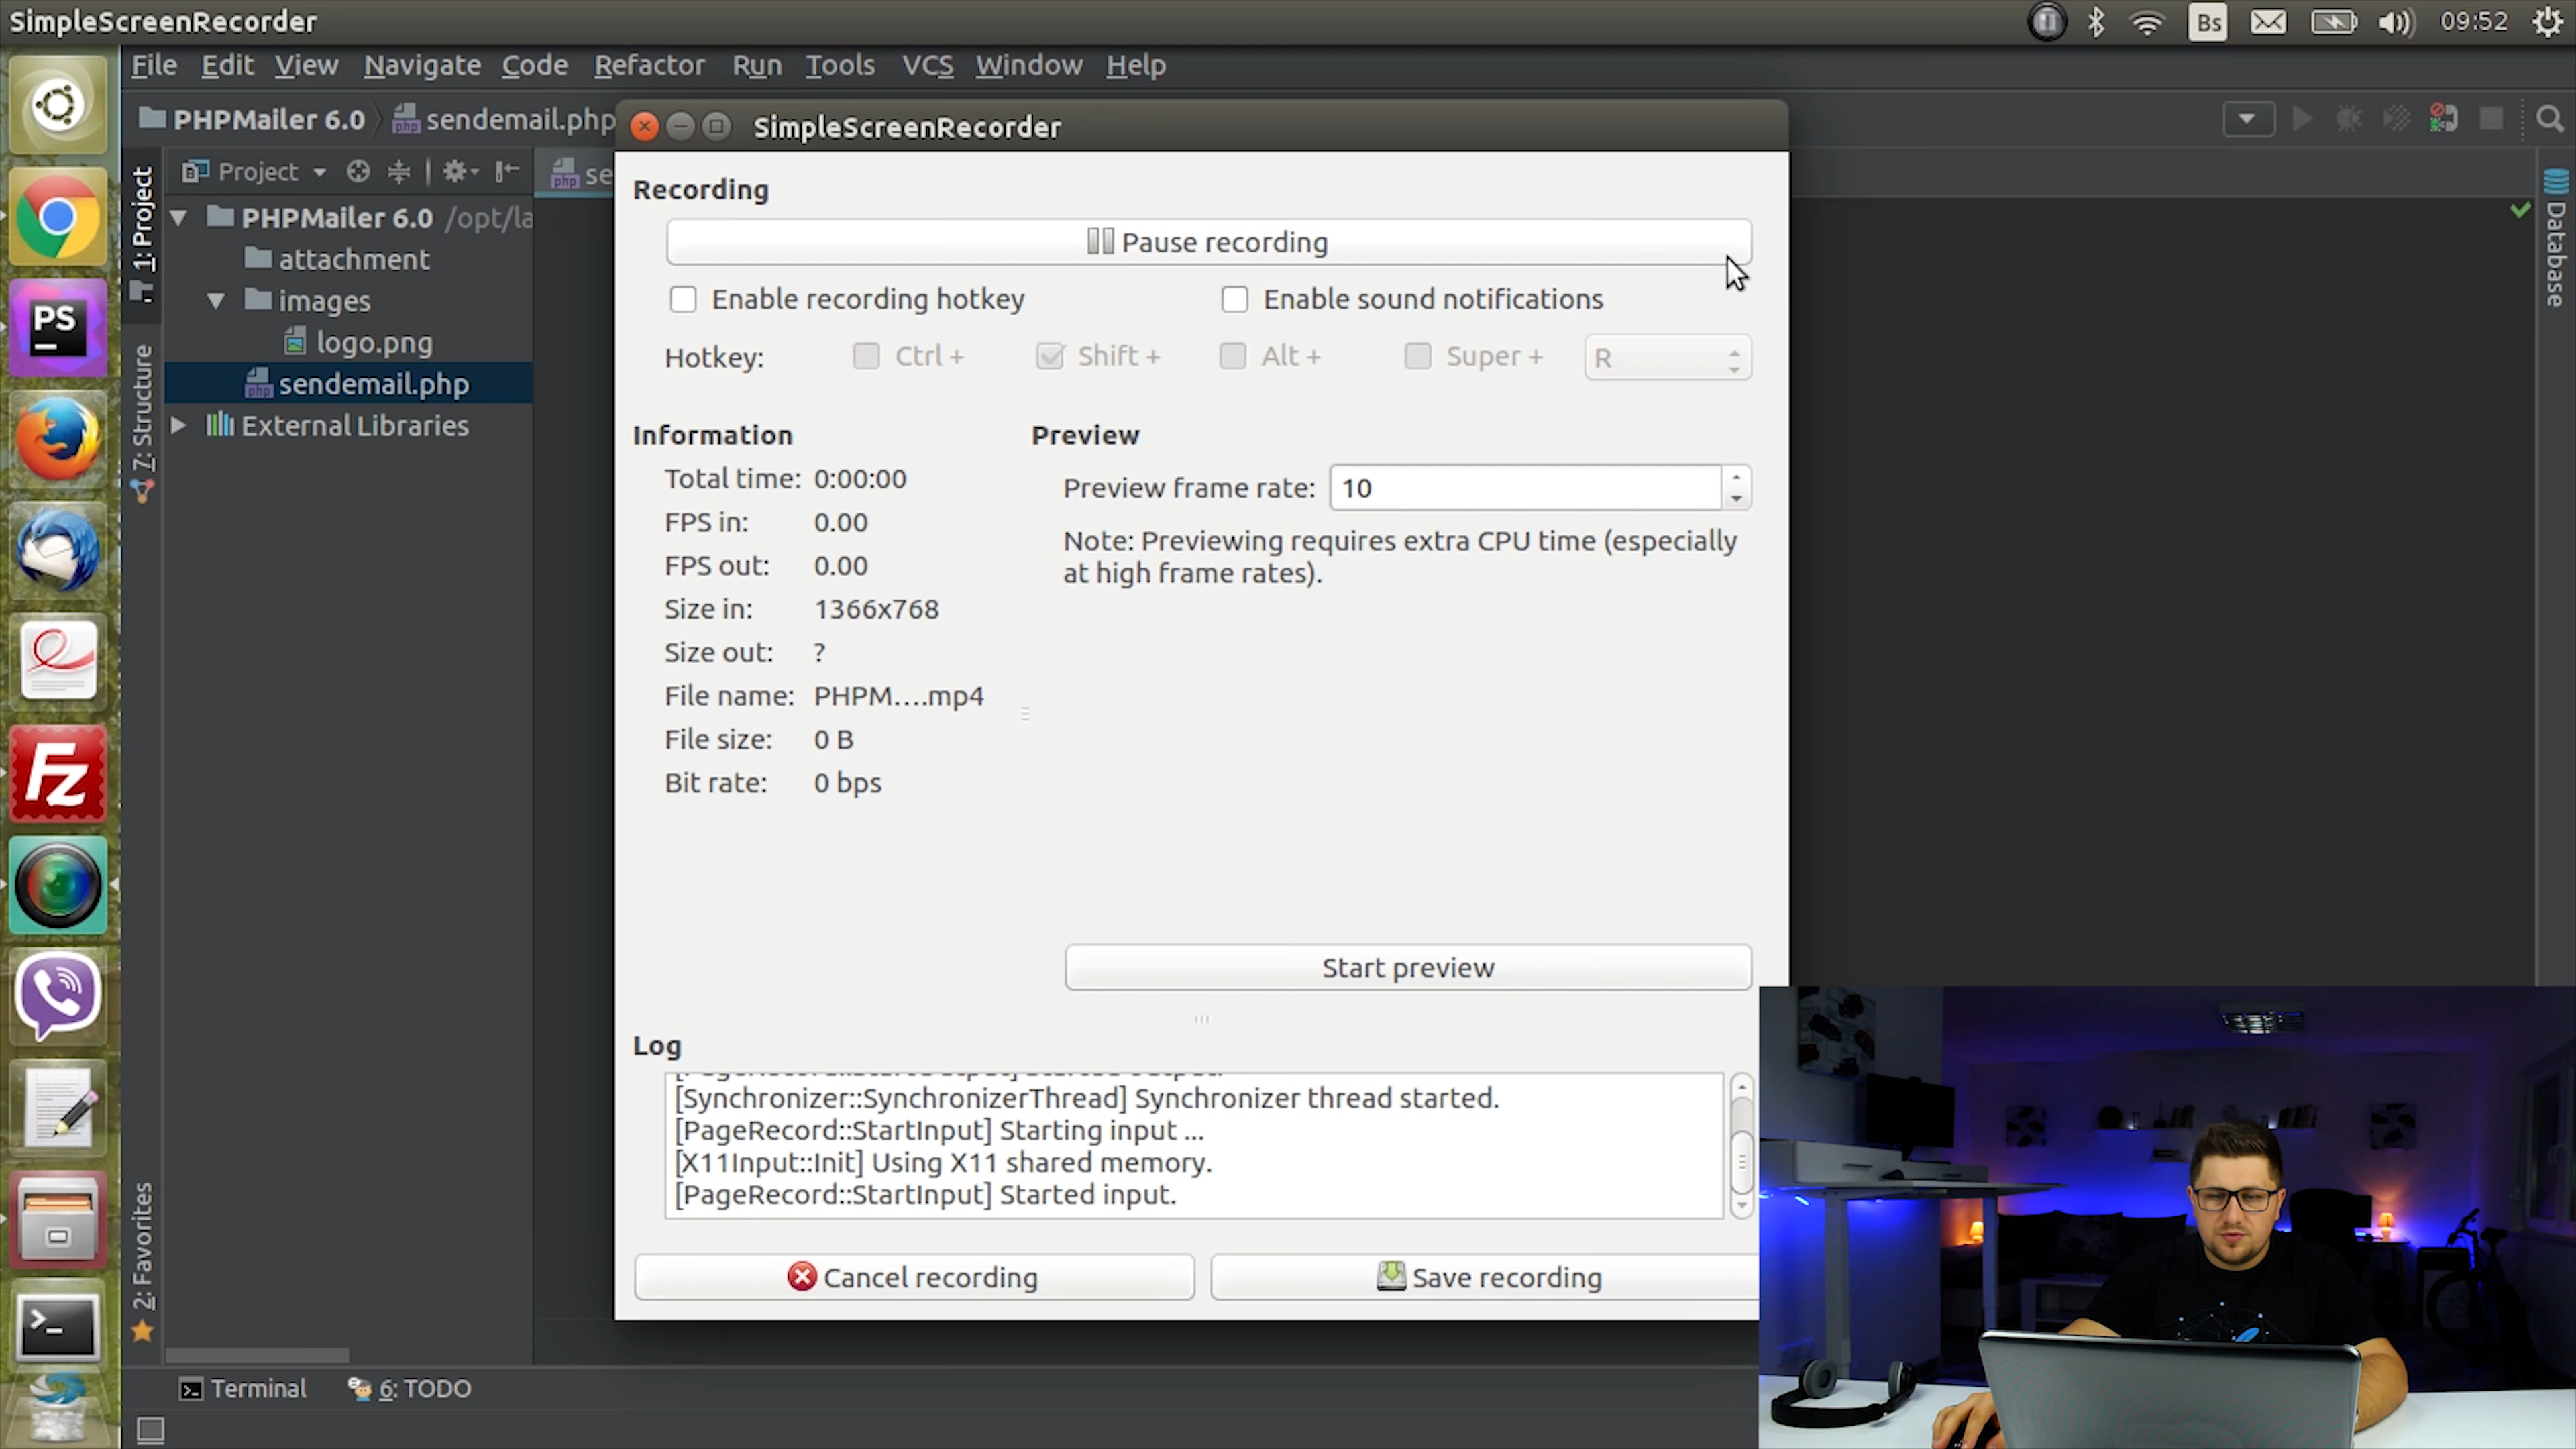 SimpleScreenRecorder
Bs
09:52
File Edit View Navigate Code Refactor Run Tools VCS Window Help
PHPMailer 6.0
sendemail.php
SimpleScreenRecorder
1: Project
Project
se
PHPMailer 6.0 /opt/la
attachment
images
logo.png
sendemail.php
External Libraries
7: Structure
2: Favorites
Database
PS
Fz
Recording
Pause recording
Enable recording hotkey
Enable sound notifications
Hotkey: Ctrl + Shift + Alt + Super + R
Information
Total time: 0:00:00
FPS in: 0.00
FPS out: 0.00
Size in: 1366x768
Size out: ?
File name: PHPM....mp4
File size: 0 B
Bit rate: 0 bps
Preview
Preview frame rate: 10
Note: Previewing requires extra CPU time (especially
at high frame rates).
Start preview
Log
[Synchronizer::SynchronizerThread] Synchronizer thread started.
[PageRecord::StartInput] Starting input ...
[X11Input::Init] Using X11 shared memory.
[PageRecord::StartInput] Started input.
Cancel recording
Save recording
Terminal
6: TODO